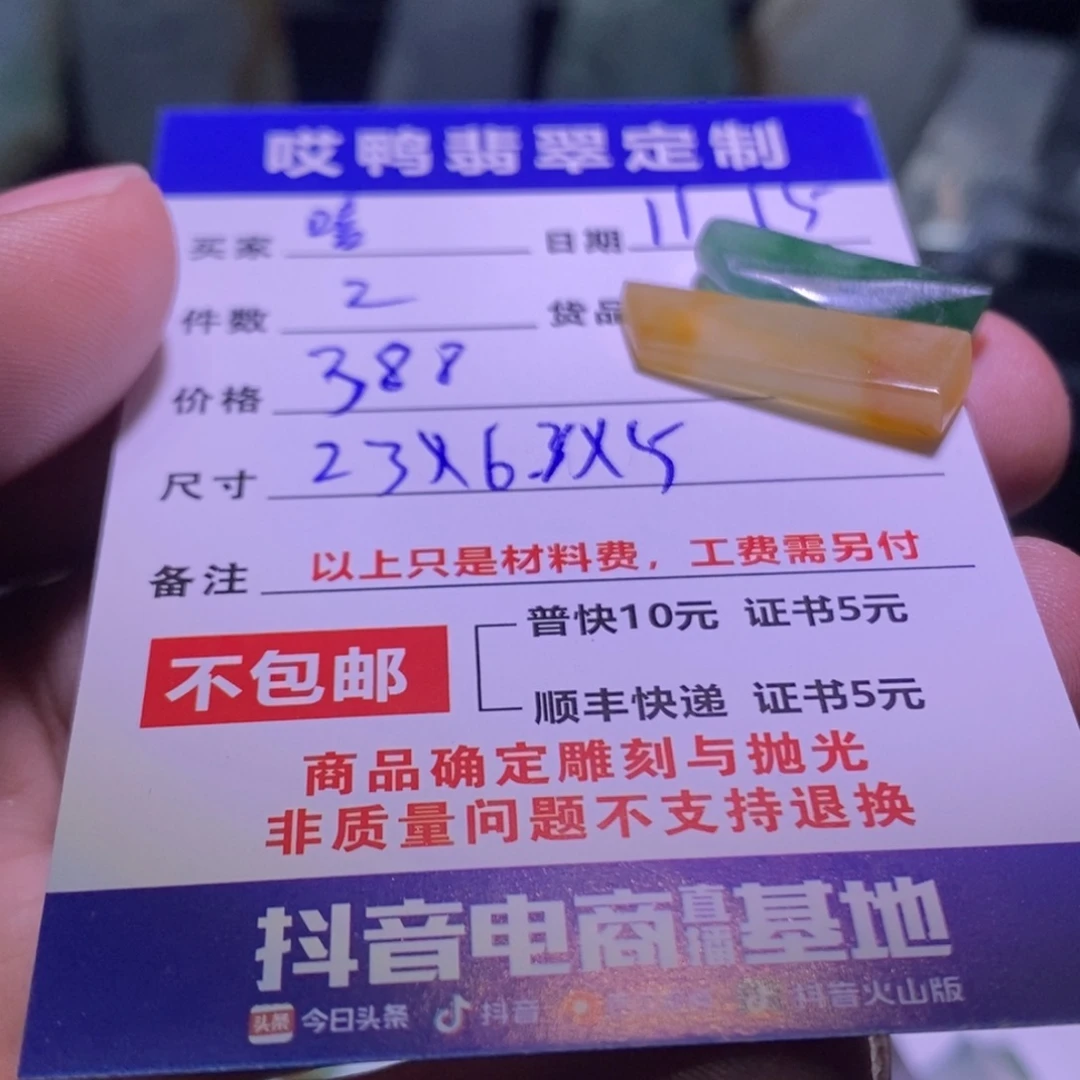 哎鸭翡翠定制
买家 嘻 日期 11 15
件数 2 货品
价格 388
尺寸 23X6.3X5
备注 以上只是材料费，工费需另付
普快10元 证书5元
不包邮
顺丰快递 证书5元
商品确定雕刻与抛光
非质量问题不支持退换
抖音电商直播基地
头条 今日头条 抖音 抖音火山版